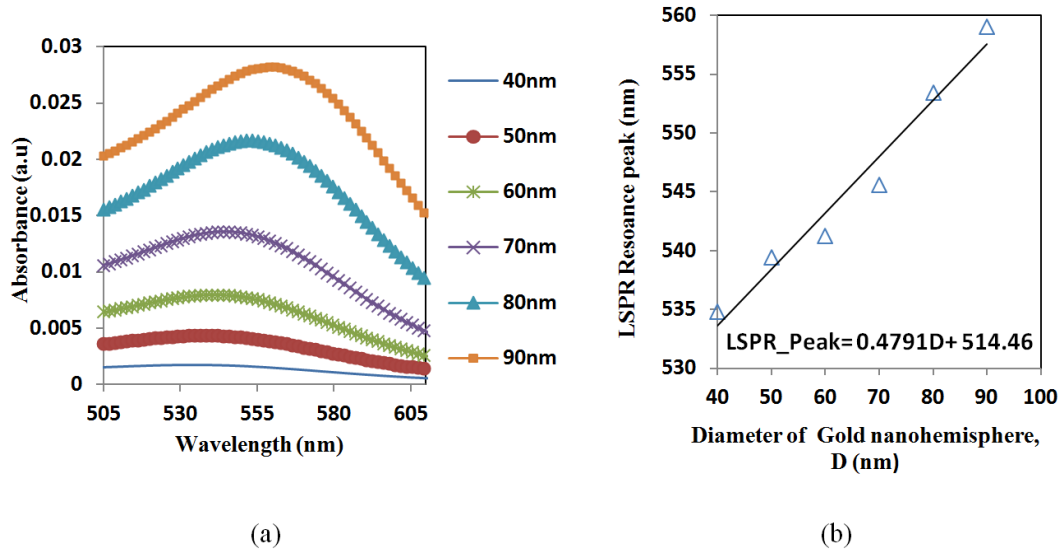 (a)
0.03
0.025
0.02
0.015
0.01
0.005
0
Absorbance (a.u)
505 530 555 580 605
Wavelength (nm)
40nm
50nm
60nm
70nm
80nm
90nm
(a)
(b)
565
560
555
550
545
540
535
530
LSPR Resoance peak (nm)
LSPR_Peak= 0.4791D+ 514.46
40 50 60 70 80 90 100
Diameter of Gold nanohemisphere,
D (nm)
(b)